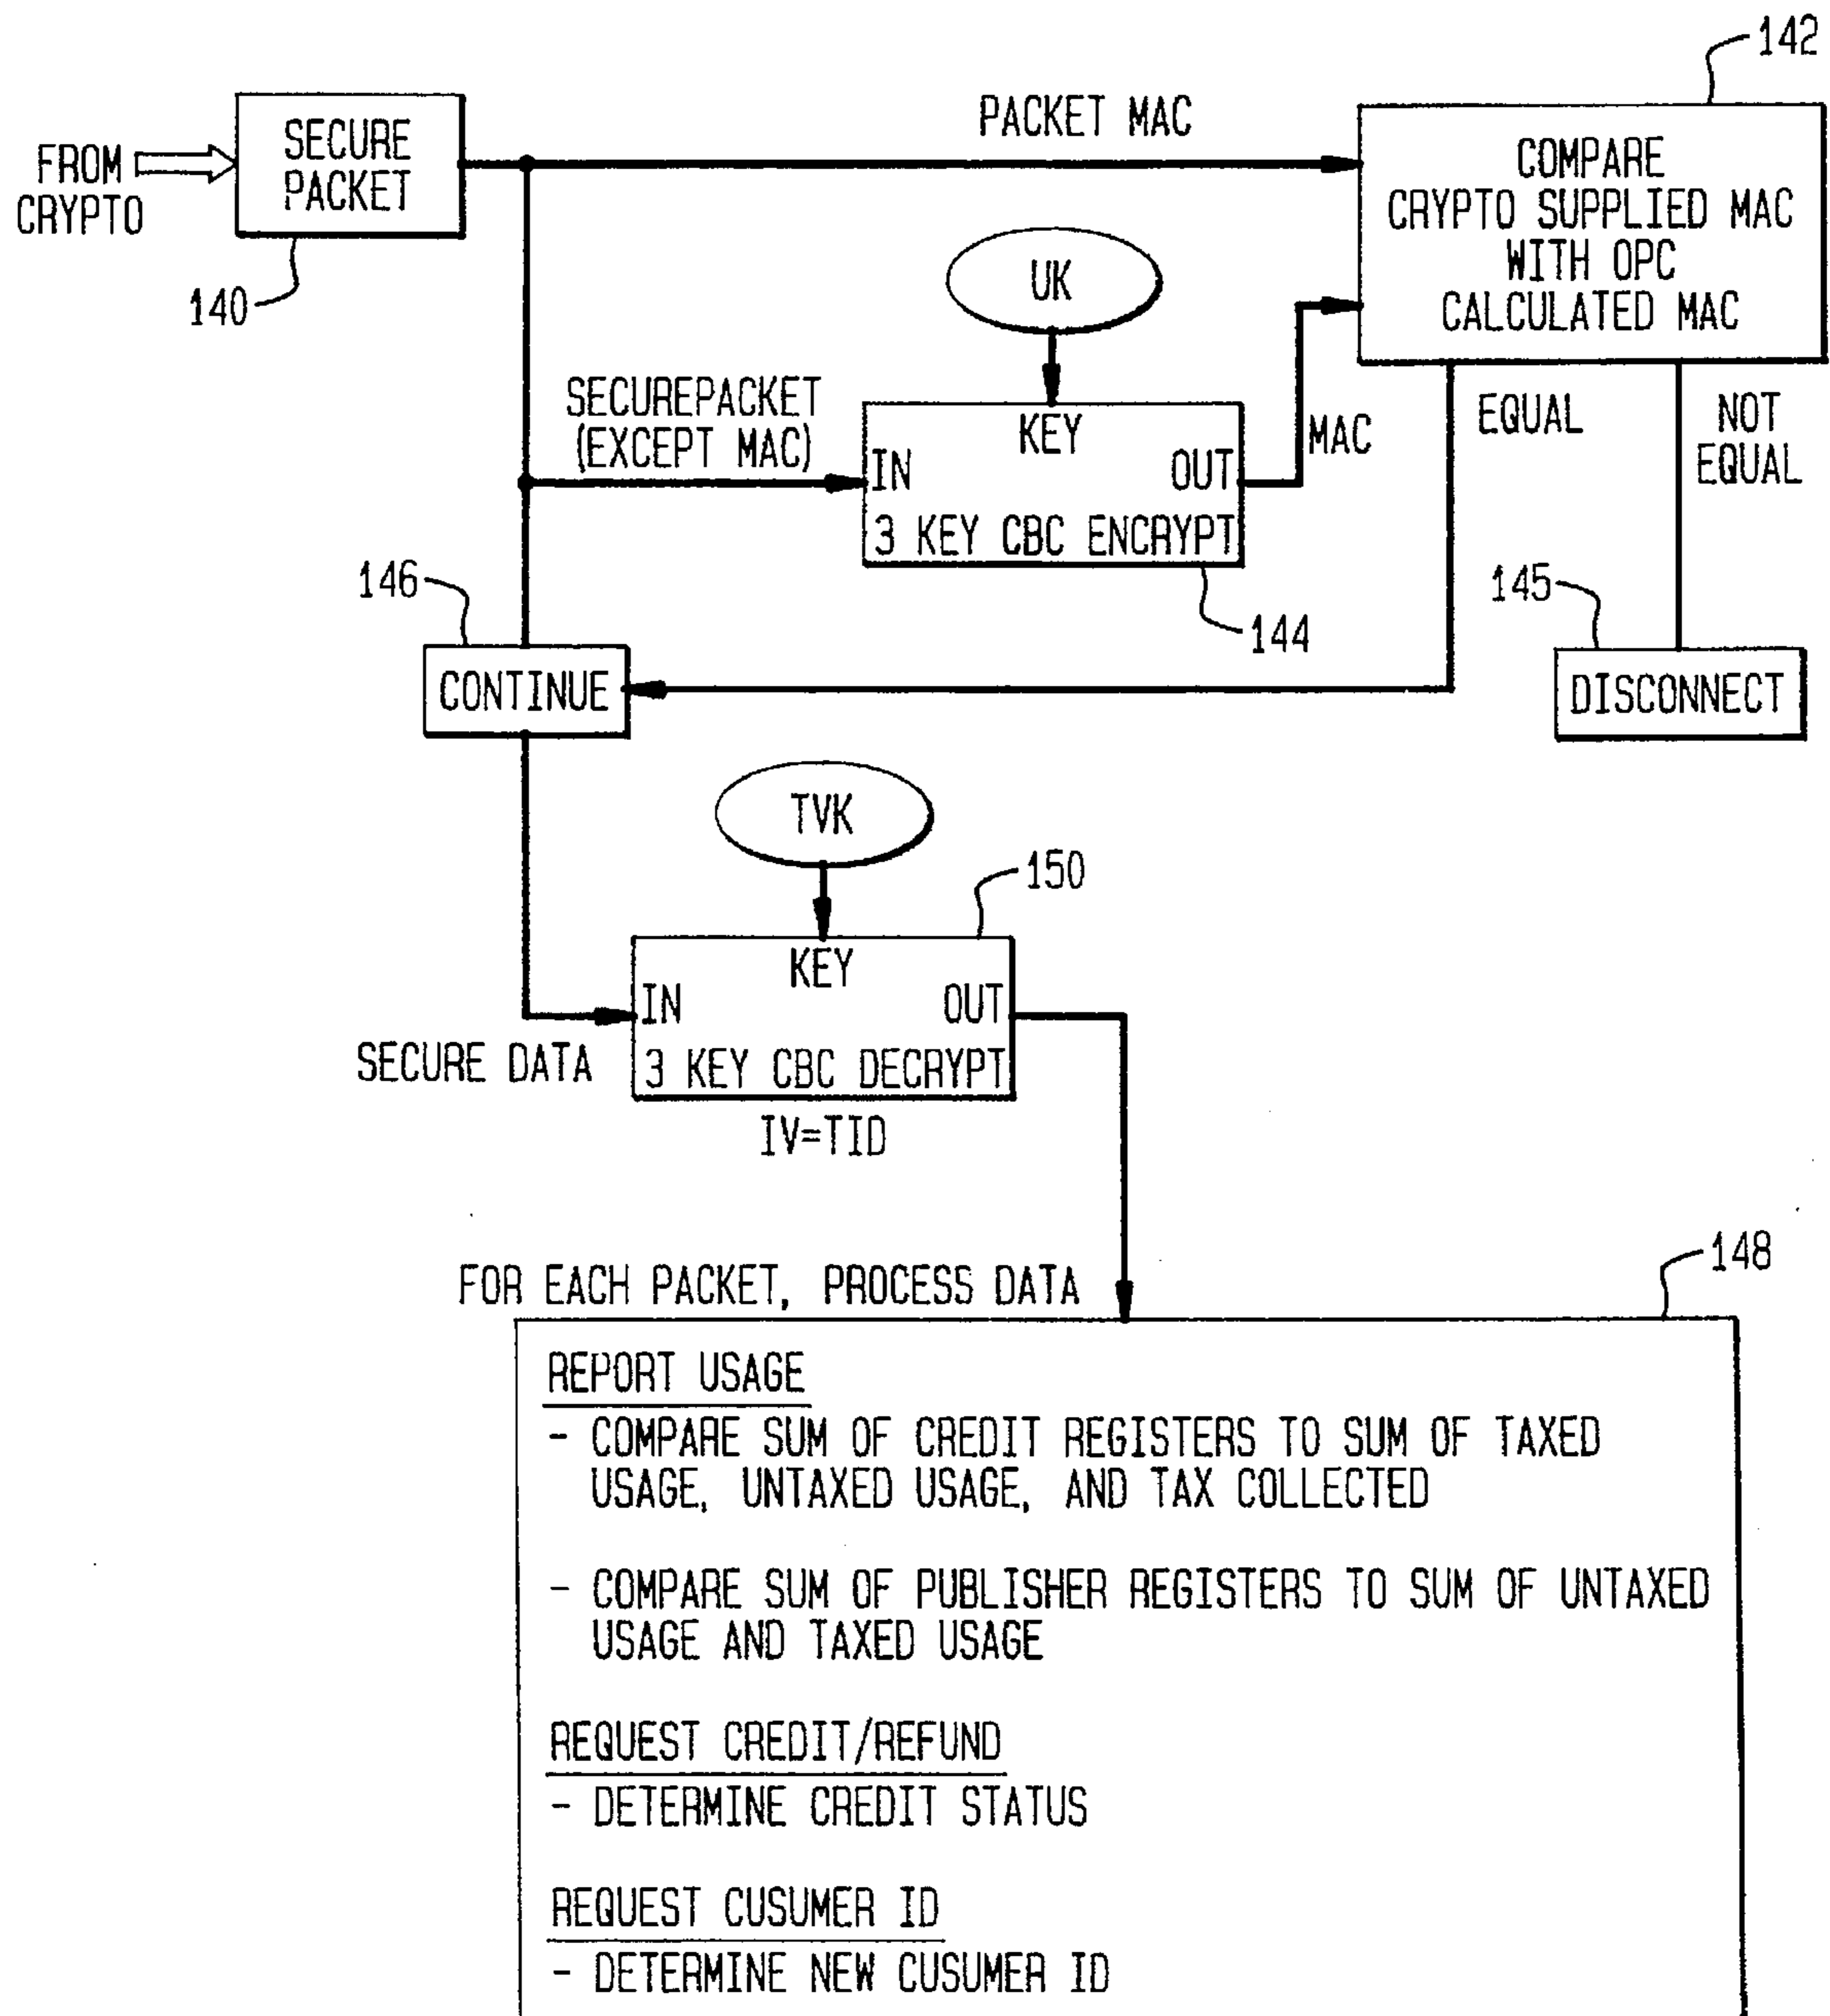 142
PACKET MAC
FROM
CRYPTO
SECURE
PACKET
140
COMPARE
CRYPTO SUPPLIED MAC
WITH OPC
CALCULATED MAC
UK
SECUREPACKET
(EXCEPT MAC)
KEY
IN
OUT
3 KEY CBC ENCRYPT
144
MAC
EQUAL
NOT
EQUAL
145
DISCONNECT
146
CONTINUE
TVK
150
KEY
IN
OUT
3 KEY CBC DECRYPT
SECURE DATA
IV=TID
148
FOR EACH PACKET, PROCESS DATA
REPORT USAGE
- COMPARE SUM OF CREDIT REGISTERS TO SUM OF TAXED
USAGE, UNTAXED USAGE, AND TAX COLLECTED
- COMPARE SUM OF PUBLISHER REGISTERS TO SUM OF UNTAXED
USAGE AND TAXED USAGE
REQUEST CREDIT/REFUND
- DETERMINE CREDIT STATUS
REQUEST CUSUMER ID
- DETERMINE NEW CUSUMER ID